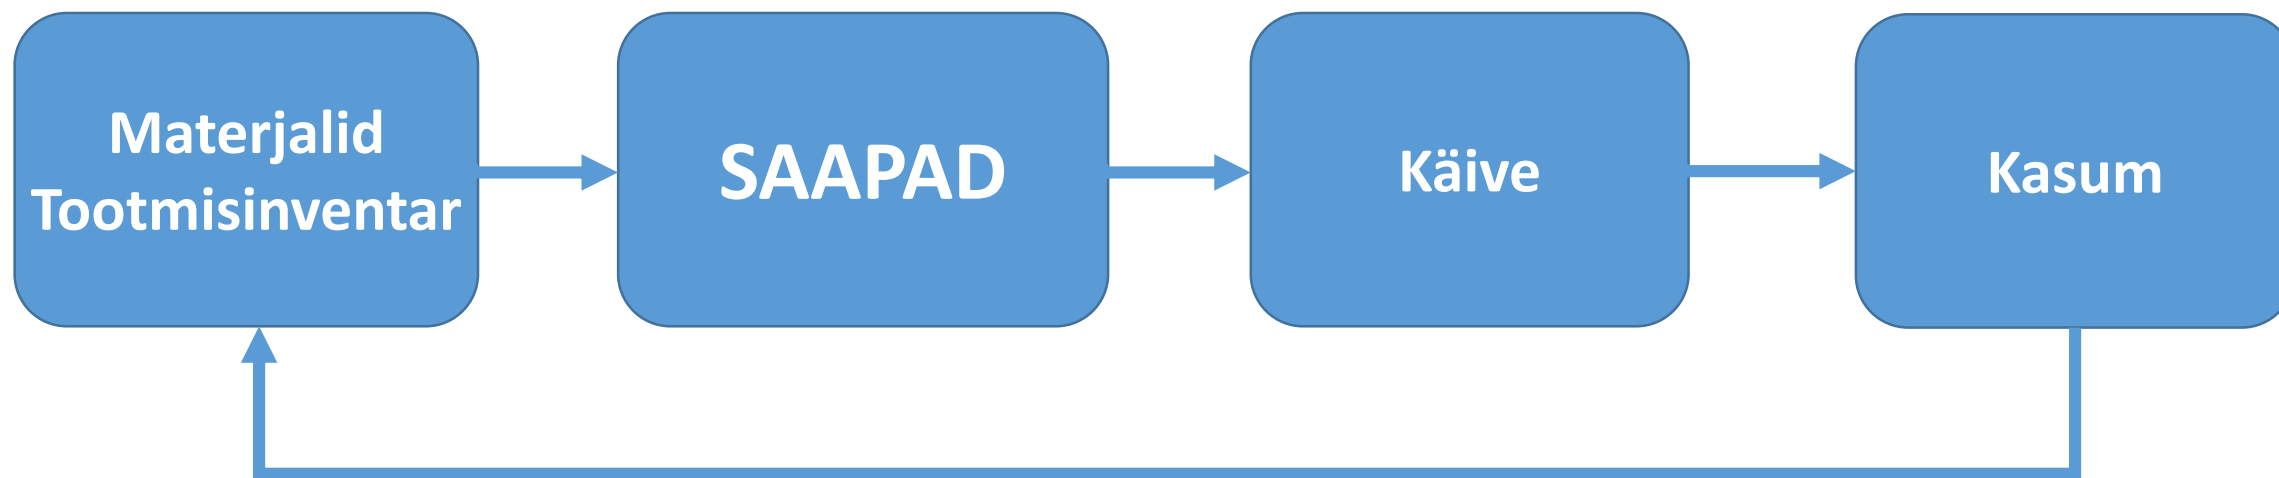 Materjalid
Tootmisinventar
SAAPAD
Käive
Kasum